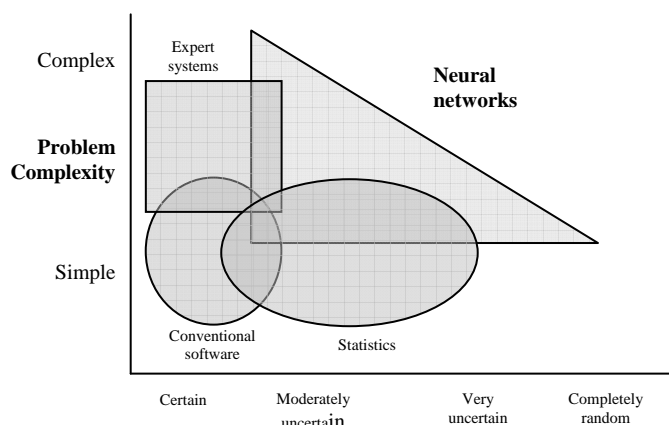 Expert
systems
Complex
Neural
networks
Problem
Complexity
Simple
Conventional
software
Statistics
Certain
Moderately
uncertain
Very
uncertain
Completely
random